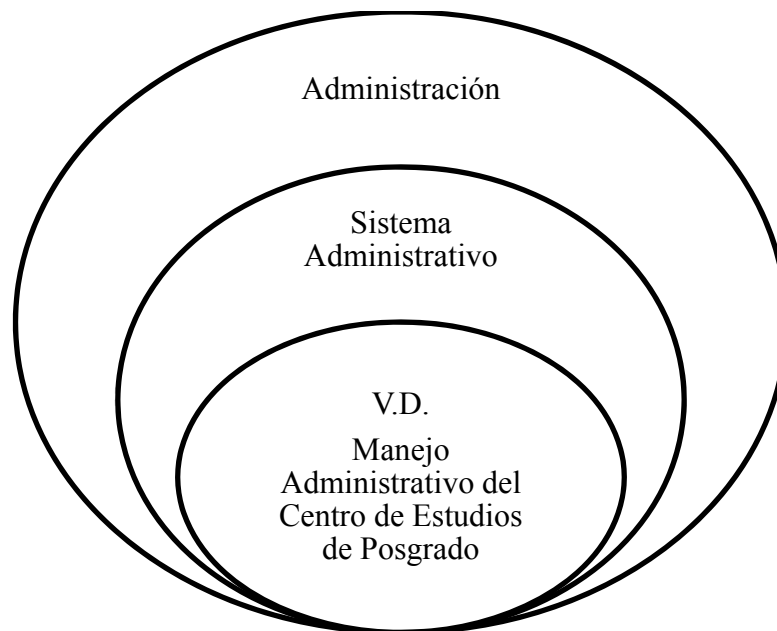 Administración
Sistema
Administrativo
V.D.
Manejo
Administrativo del
Centro de Estudios
de Posgrado